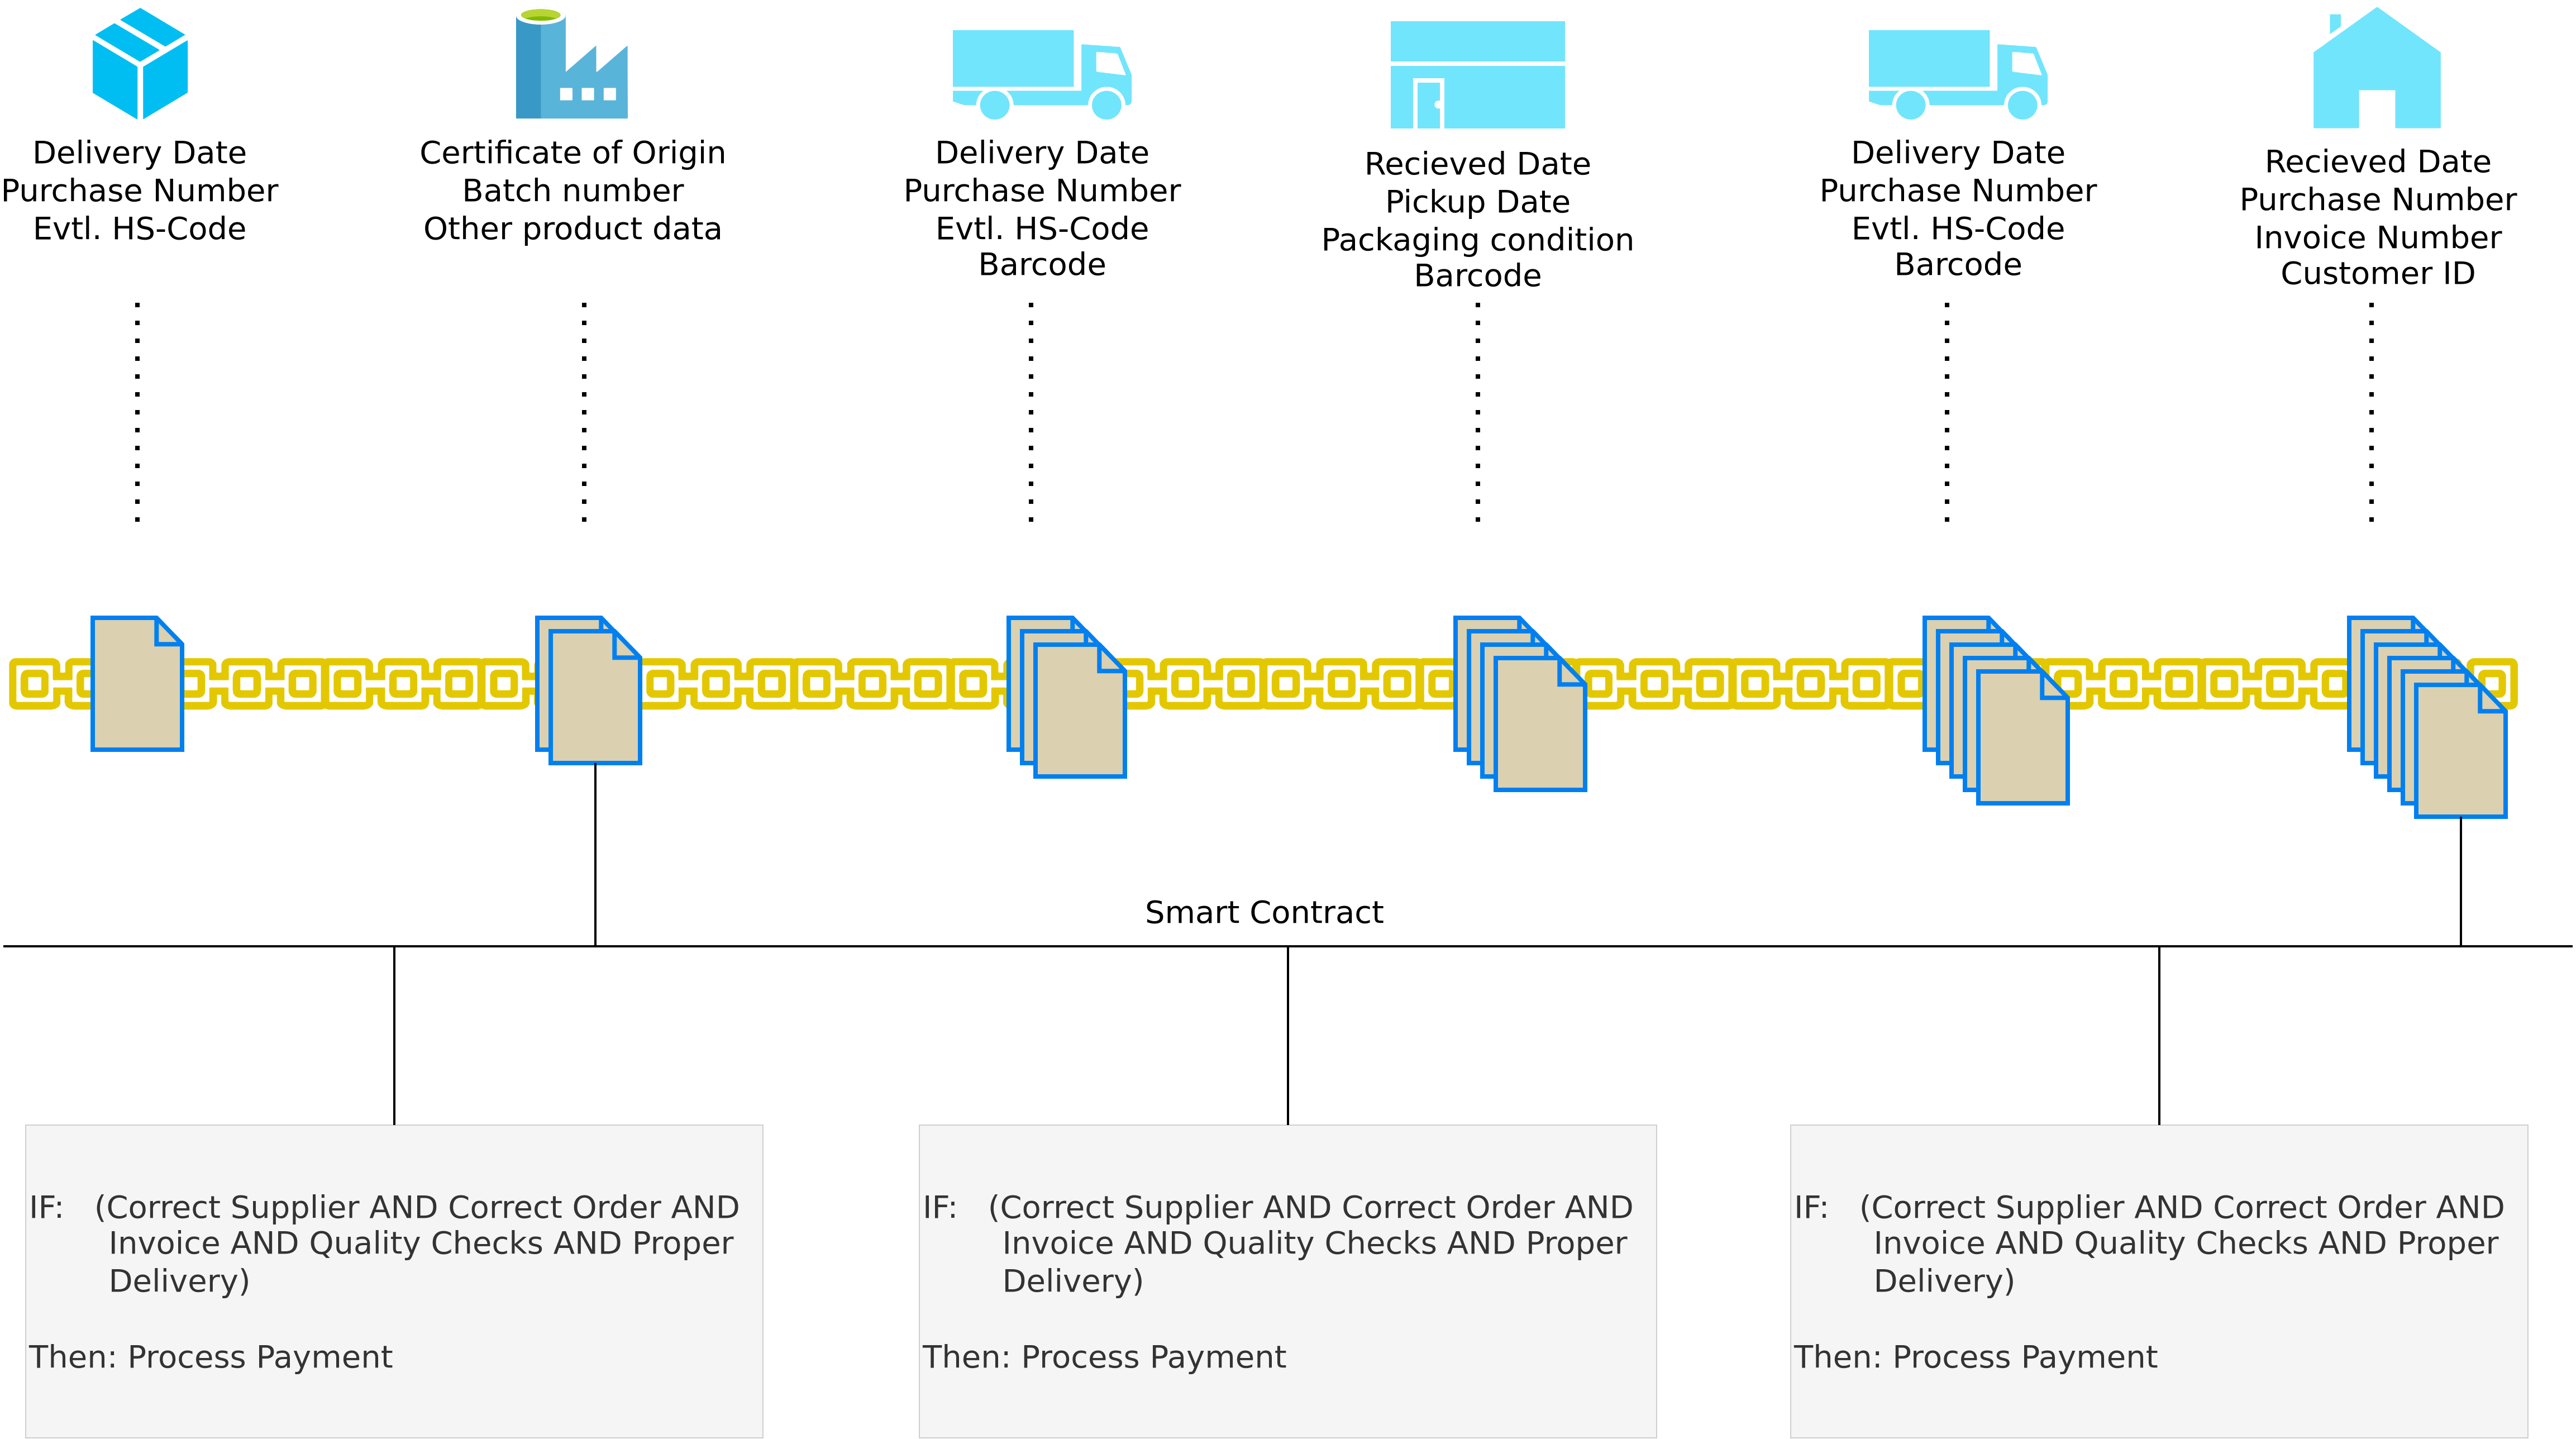 Delivery Date
Purchase Number
Evtl. HS-Code
Certificate of Origin
Batch number
Other product data
Delivery Date
Purchase Number
Evtl. HS-Code
Barcode
Recieved Date
Pickup Date
Packaging condition
Barcode
Delivery Date
Purchase Number
Evtl. HS-Code
Barcode
Recieved Date
Purchase Number
Invoice Number
Customer ID
Smart Contract
IF: (Correct Supplier AND Correct Order AND
Invoice AND Quality Checks AND Proper
Delivery)
Then: Process Payment
IF: (Correct Supplier AND Correct Order AND
Invoice AND Quality Checks AND Proper
Delivery)
Then: Process Payment
IF: (Correct Supplier AND Correct Order AND
Invoice AND Quality Checks AND Proper
Delivery)
Then: Process Payment